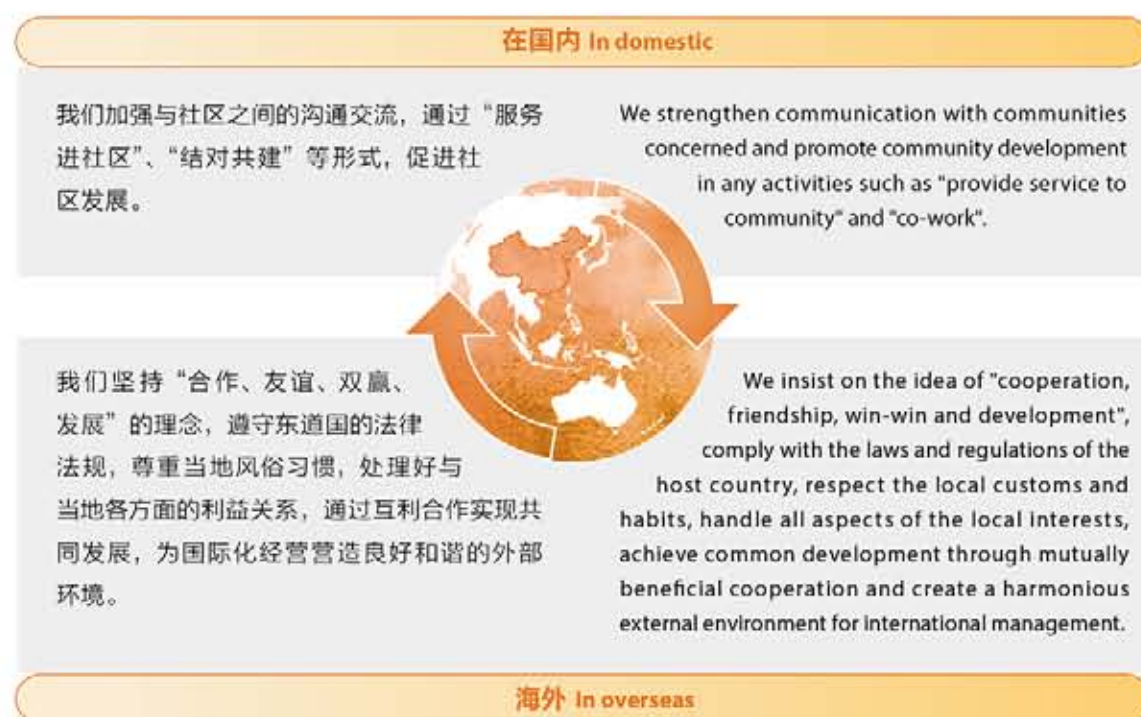 在国内 In domestic
我们加强与社区之间的沟通交流，通过“服务
进社区”、“结对共建”等形式，促进社
区发展。
We strengthen communication with communities
concerned and promote community development
in any activities such as "provide service to
community" and "co-work".
我们坚持“合作、友谊、双赢、
发展”的理念，遵守东道国的法律
法规，尊重当地风俗习惯，处理好与
当地各方面的利益关系，通过互利合作实现共
同发展，为国际化经营营造良好和谐的外部
环境。
We insist on the idea of "cooperation,
friendship, win-win and development",
comply with the laws and regulations of the
host country, respect the local customs and
habits, handle all aspects of the local interests,
achieve common development through mutually
beneficial cooperation and create a harmonious
external environment for international management.
海外 In overseas